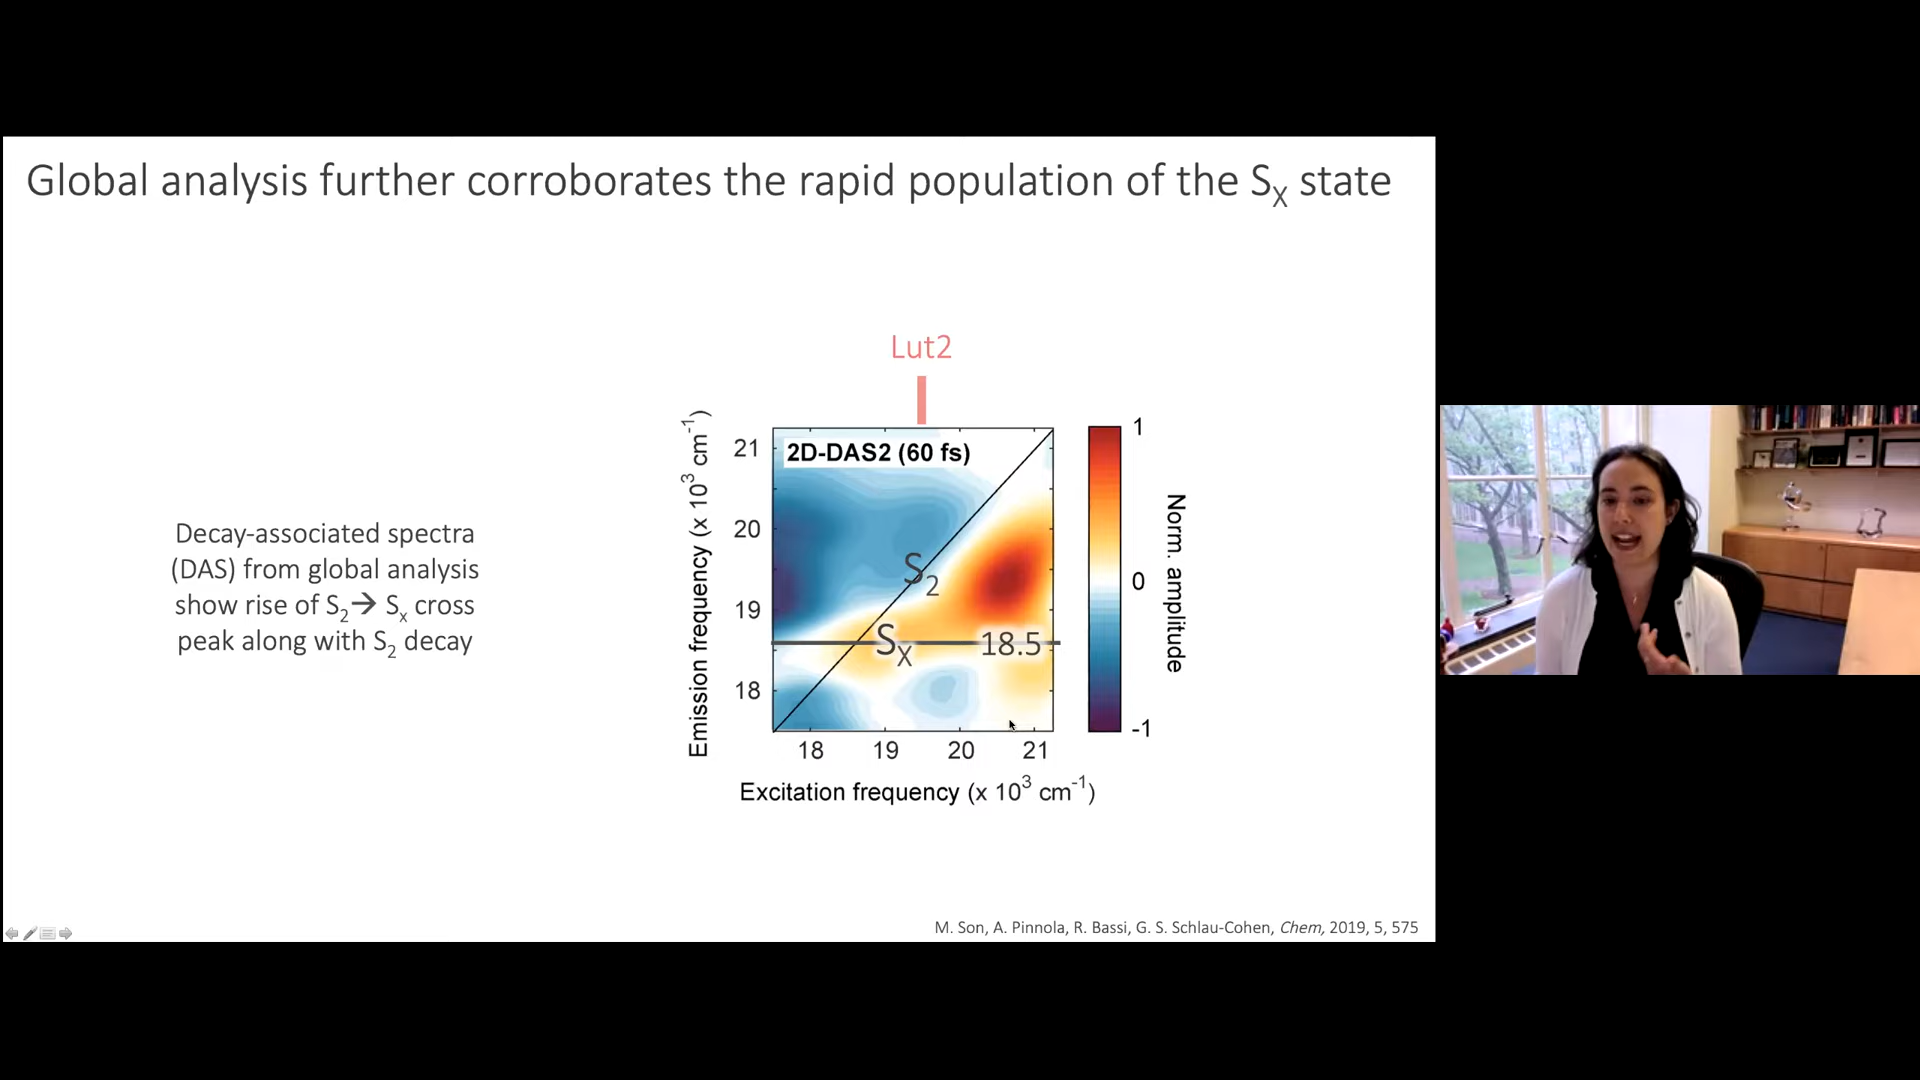 Global analysis further corroborates the rapid population of the SX state
Lut2
Decay-associated spectra
(DAS) from global analysis
show rise of S2→ Sx cross
peak along with S2 decay
2D-DAS2 (60 fs)
Emission frequency (x 10³ cm⁻¹)
21
20
19
18
S2
SX
18.5
18 19 20 21
Excitation frequency (x 10³ cm⁻¹)
1
0
-1
Norm. amplitude
M. Son, A. Pinnola, R. Bassi, G. S. Schlau-Cohen, Chem, 2019, 5, 575